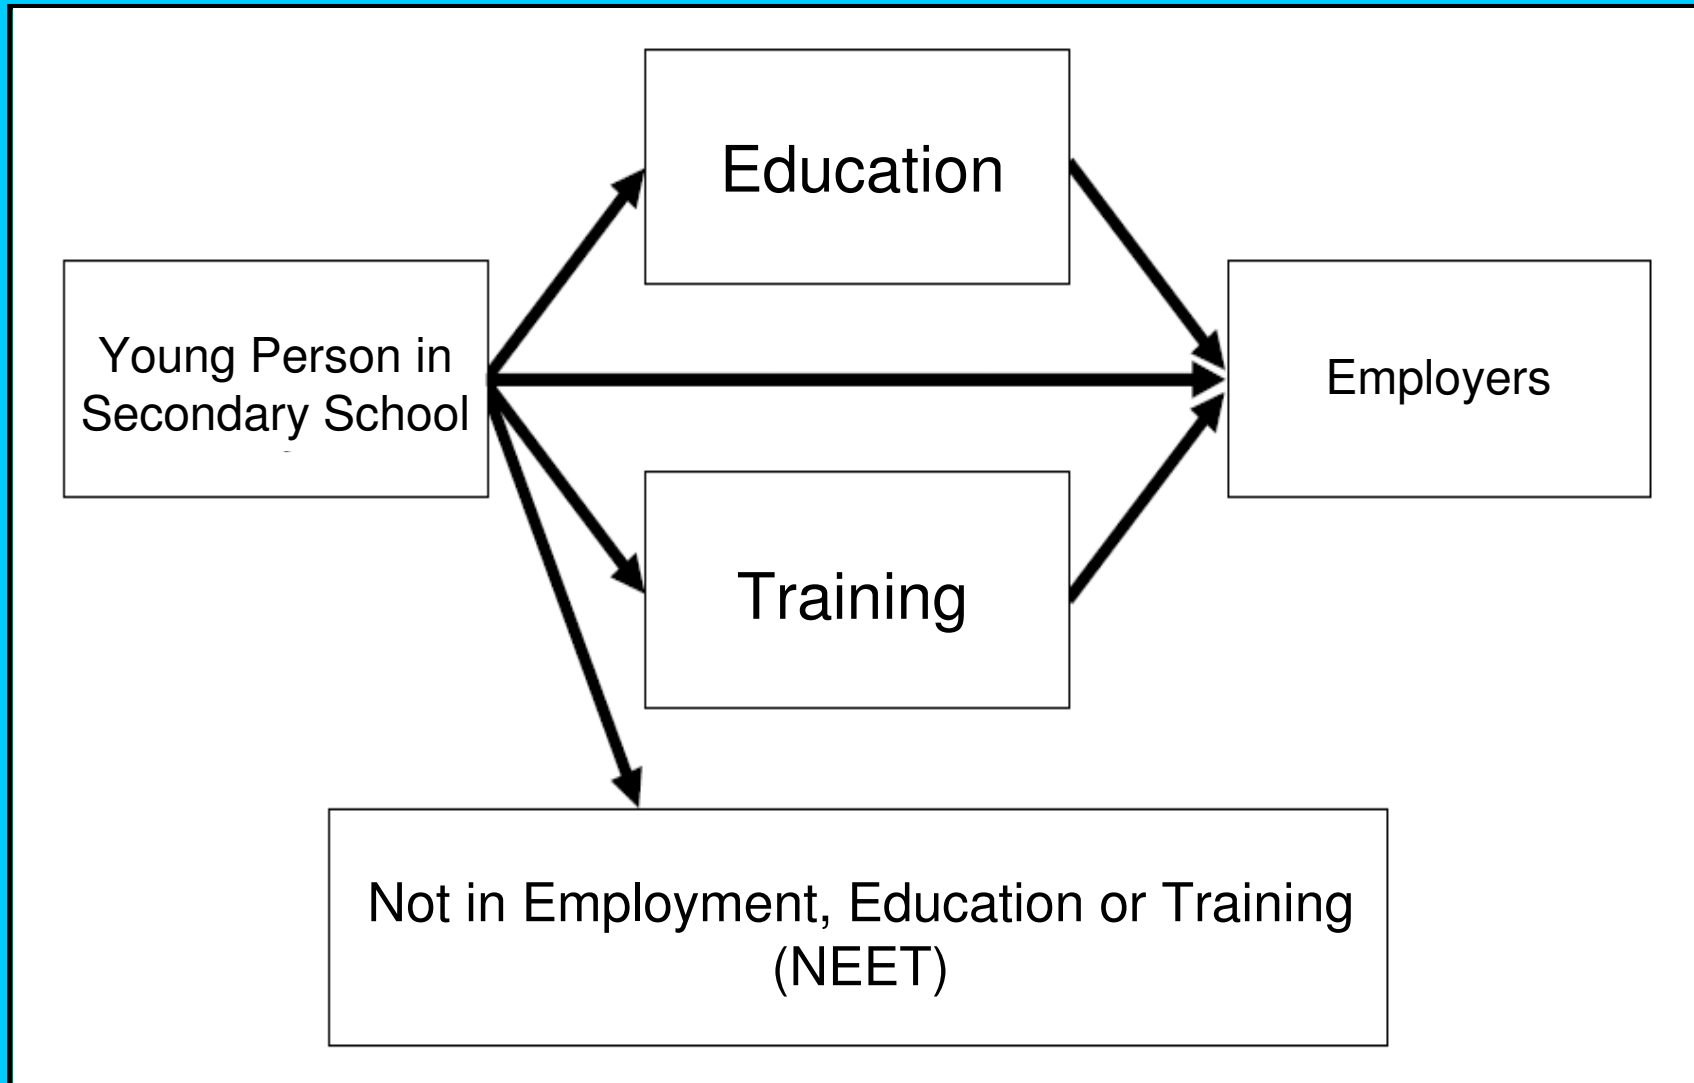 Education
Young Person in
Secondary School
Employers
Training
Not in Employment, Education or Training
(NEET)